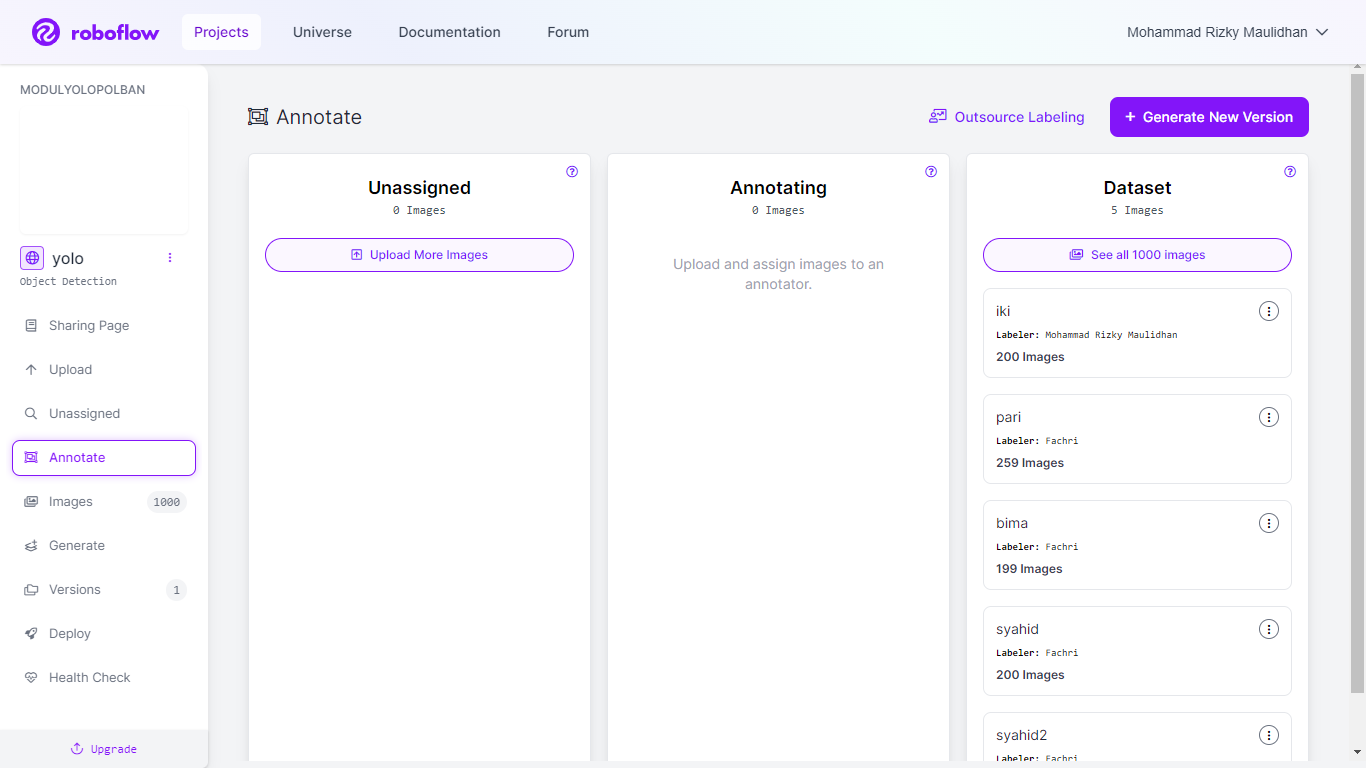 roboflow
Projects
Universe
Documentation
Forum
Mohammad Rizky Maulidhan
MODULYOLOPOLBAN
yolo
Object Detection
Sharing Page
Upload
Unassigned
Annotate
Images 1000
Generate
Versions 1
Deploy
Health Check
Upgrade
Annotate
Outsource Labeling
+ Generate New Version
Unassigned
0 Images
Upload More Images
Annotating
0 Images
Upload and assign images to an
annotator.
Dataset
5 Images
See all 1000 images
iki
Labeler: Mohammad Rizky Maulidhan
200 Images
pari
Labeler: Fachri
259 Images
bima
Labeler: Fachri
199 Images
syahid
Labeler: Fachri
200 Images
syahid2
Labeler: Fachri